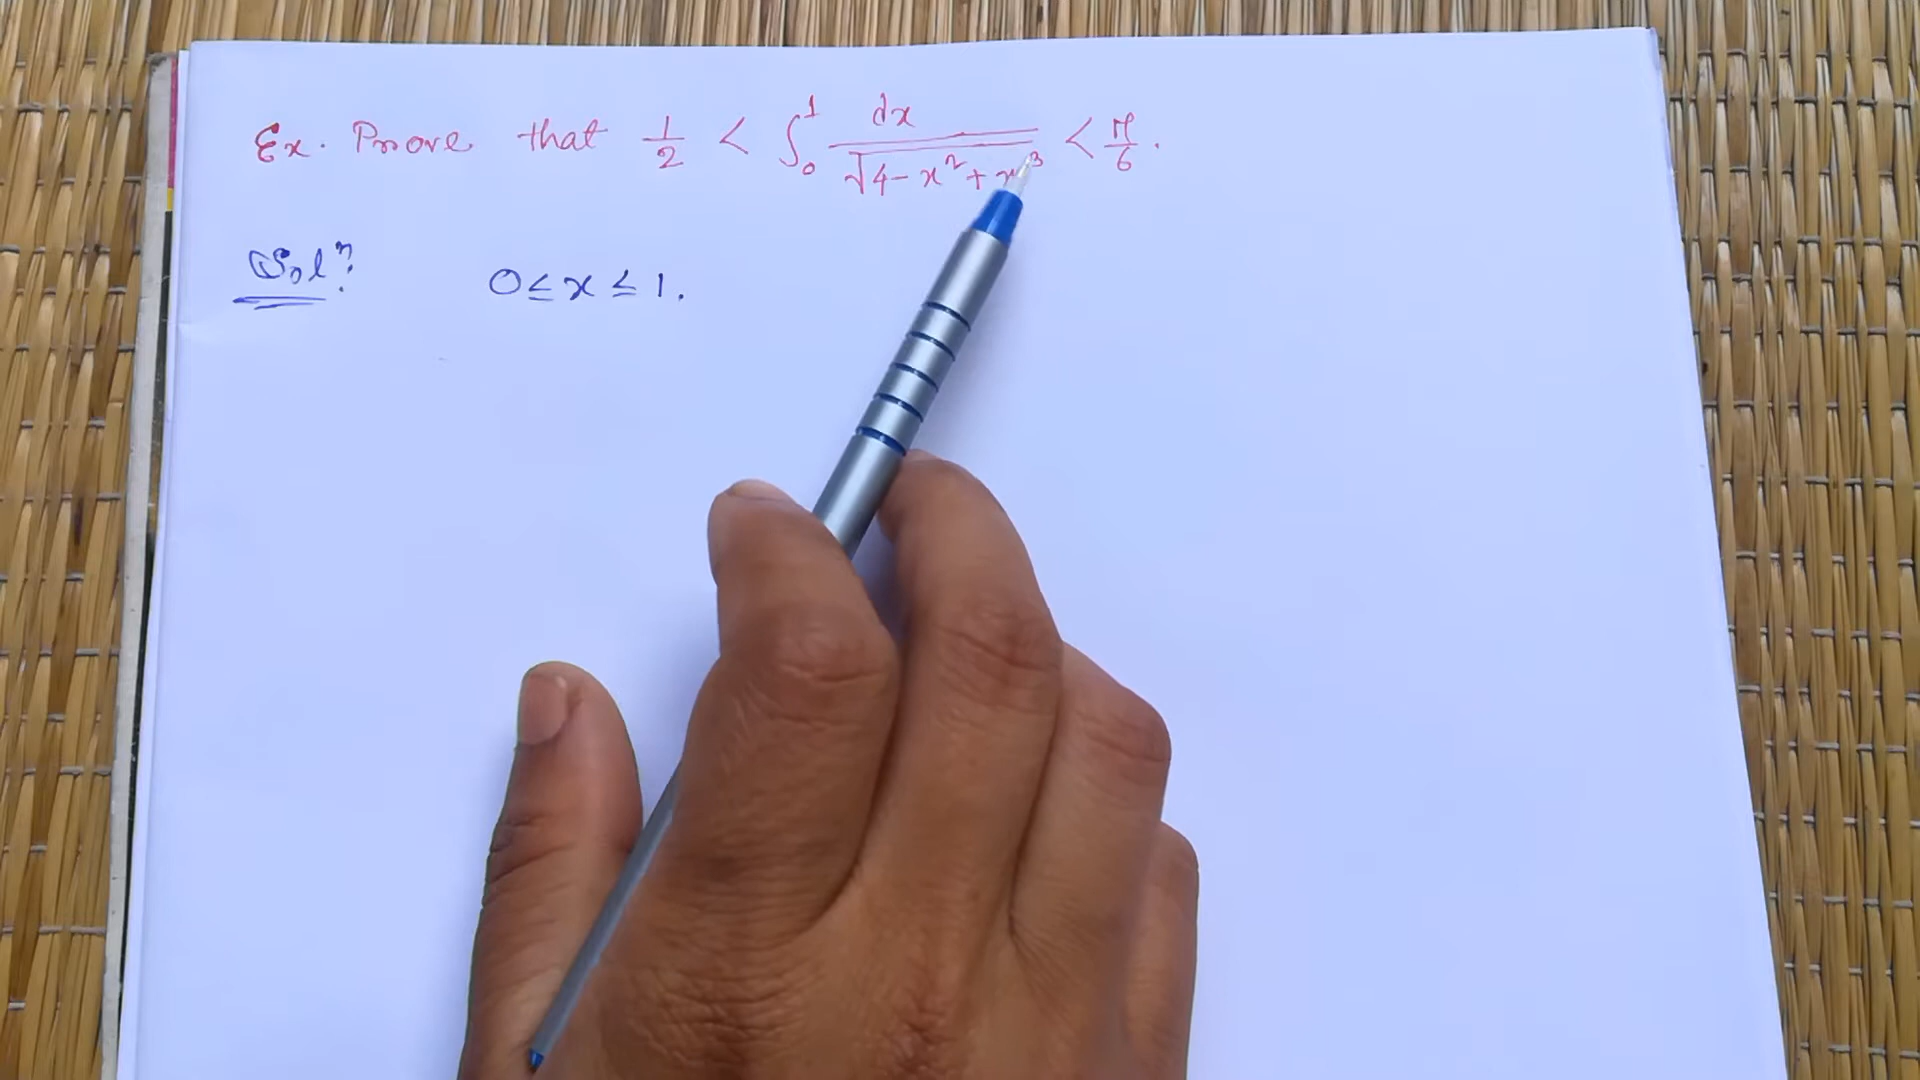 Ex. Prove that 1/2 < ∫₀¹ dx/√(4 - x² + x³) < π/6.
Solⁿ: 0 ≤ x ≤ 1.